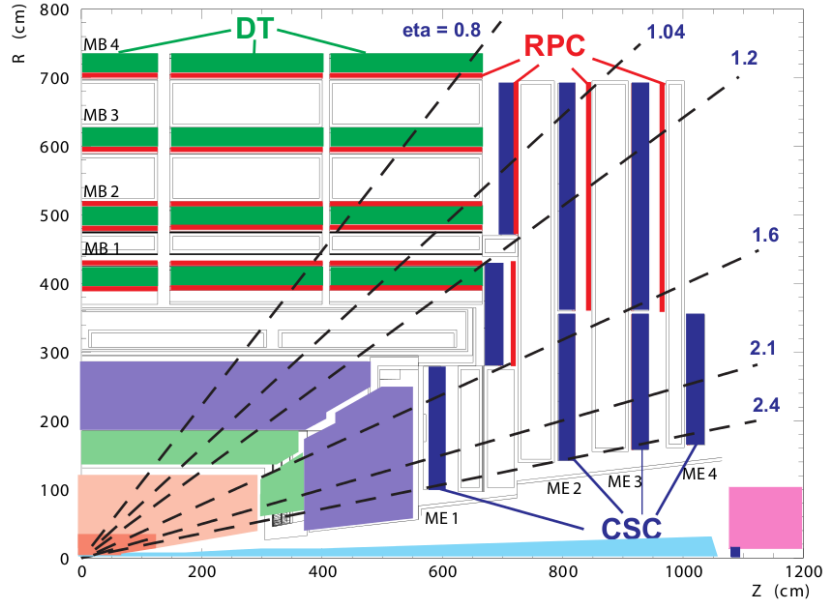 R (cm)
800
700
600
500
400
300
200
100
0
MB 4
DT
eta = 0.8
RPC
1.04
1.2
MB 3
MB 2
MB 1
1.6
2.1
2.4
ME 1
ME 2
ME 3
ME 4
CSC
0
200
400
600
800
1000
1200
Z (cm)